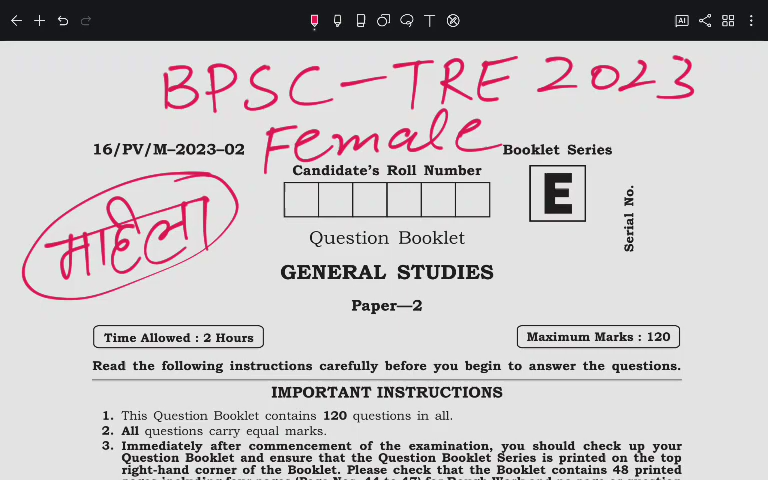 AI
BPSC-TRE 2023
Female
16/PV/M–2023–02
Booklet Series
Candidate's Roll Number
E
Serial No.
महिला
Question Booklet
GENERAL STUDIES
Paper—2
Time Allowed : 2 Hours
Maximum Marks : 120
Read the following instructions carefully before you begin to answer the questions.
IMPORTANT INSTRUCTIONS
1. This Question Booklet contains 120 questions in all.
2. All questions carry equal marks.
3. Immediately after commencement of the examination, you should check up your
Question Booklet and ensure that the Question Booklet Series is printed on the top
right-hand corner of the Booklet. Please check that the Booklet contains 48 printed